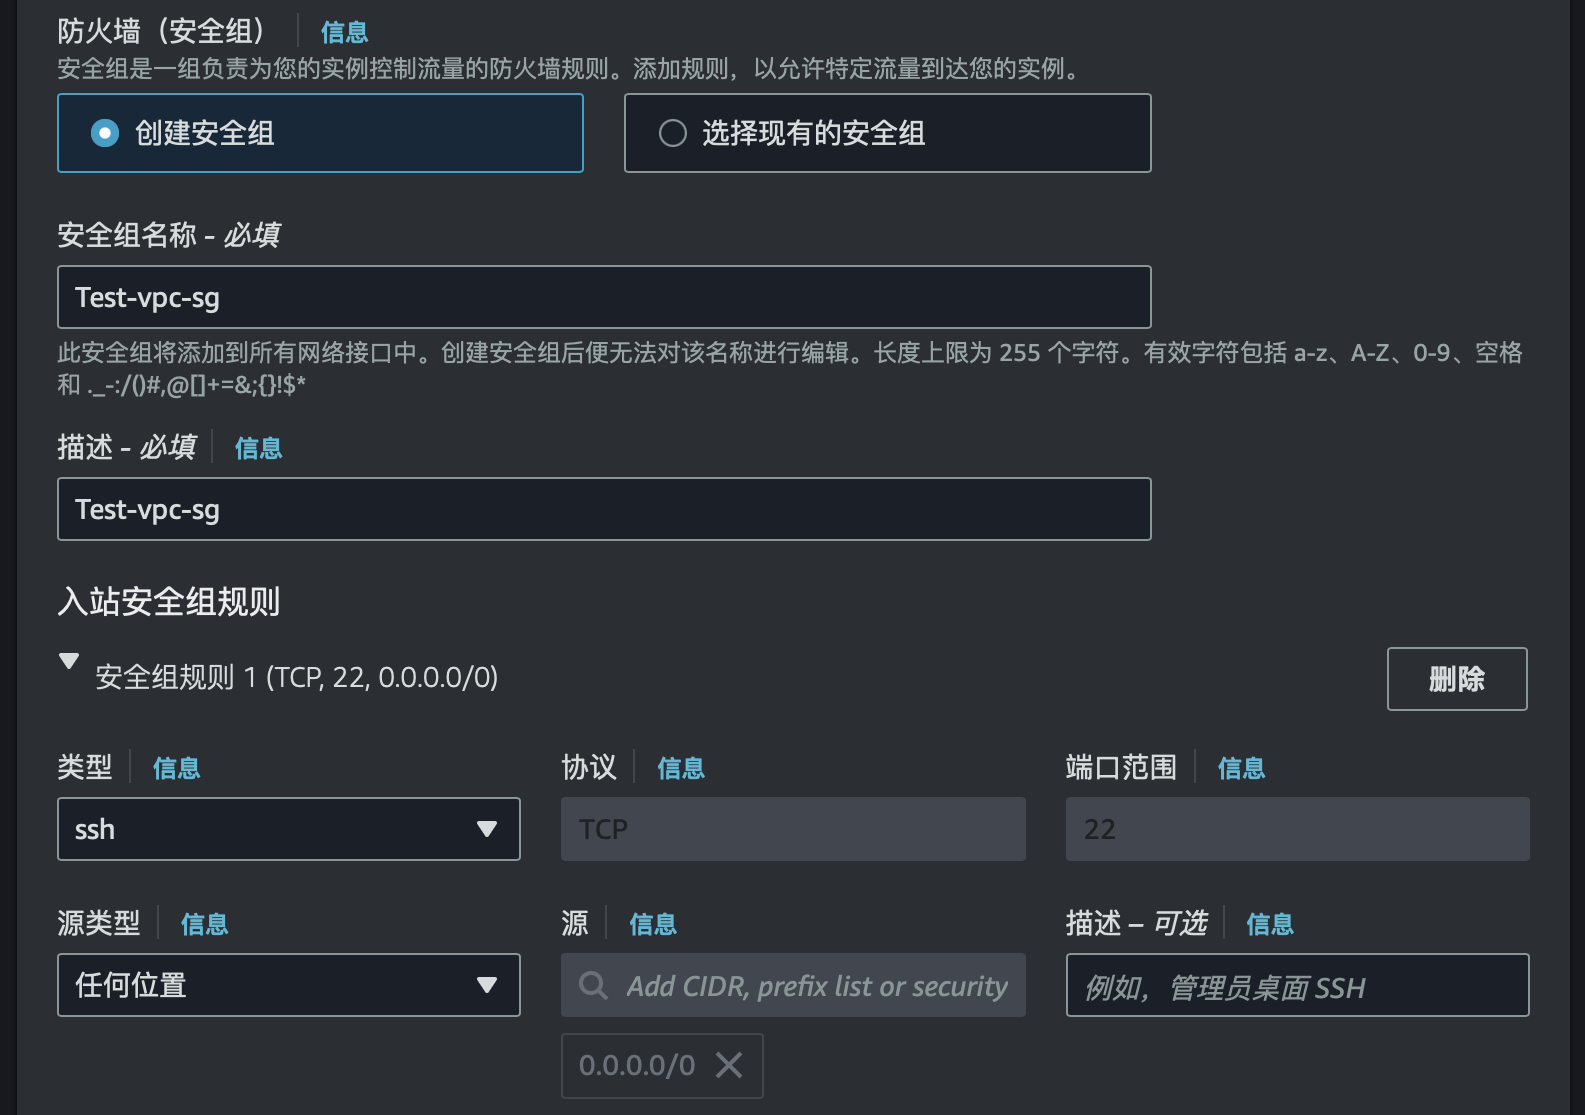 防火墙（安全组） 信息
安全组是一组负责为您的实例控制流量的防火墙规则。添加规则，以允许特定流量到达您的实例。
创建安全组 选择现有的安全组
安全组名称 - 必填
Test-vpc-sg
此安全组将添加到所有网络接口中。创建安全组后便无法对该名称进行编辑。长度上限为 255 个字符。有效字符包括 a-z、A-Z、0-9、空格
和 ._-:/()#,@[]+=&;{}!$*
描述 - 必填 信息
Test-vpc-sg
入站安全组规则
安全组规则 1 (TCP, 22, 0.0.0.0/0) 删除
类型 信息 协议 信息 端口范围 信息
ssh TCP 22
源类型 信息 源 信息 描述 – 可选 信息
任何位置 Add CIDR, prefix list or security 例如，管理员桌面 SSH
0.0.0.0/0